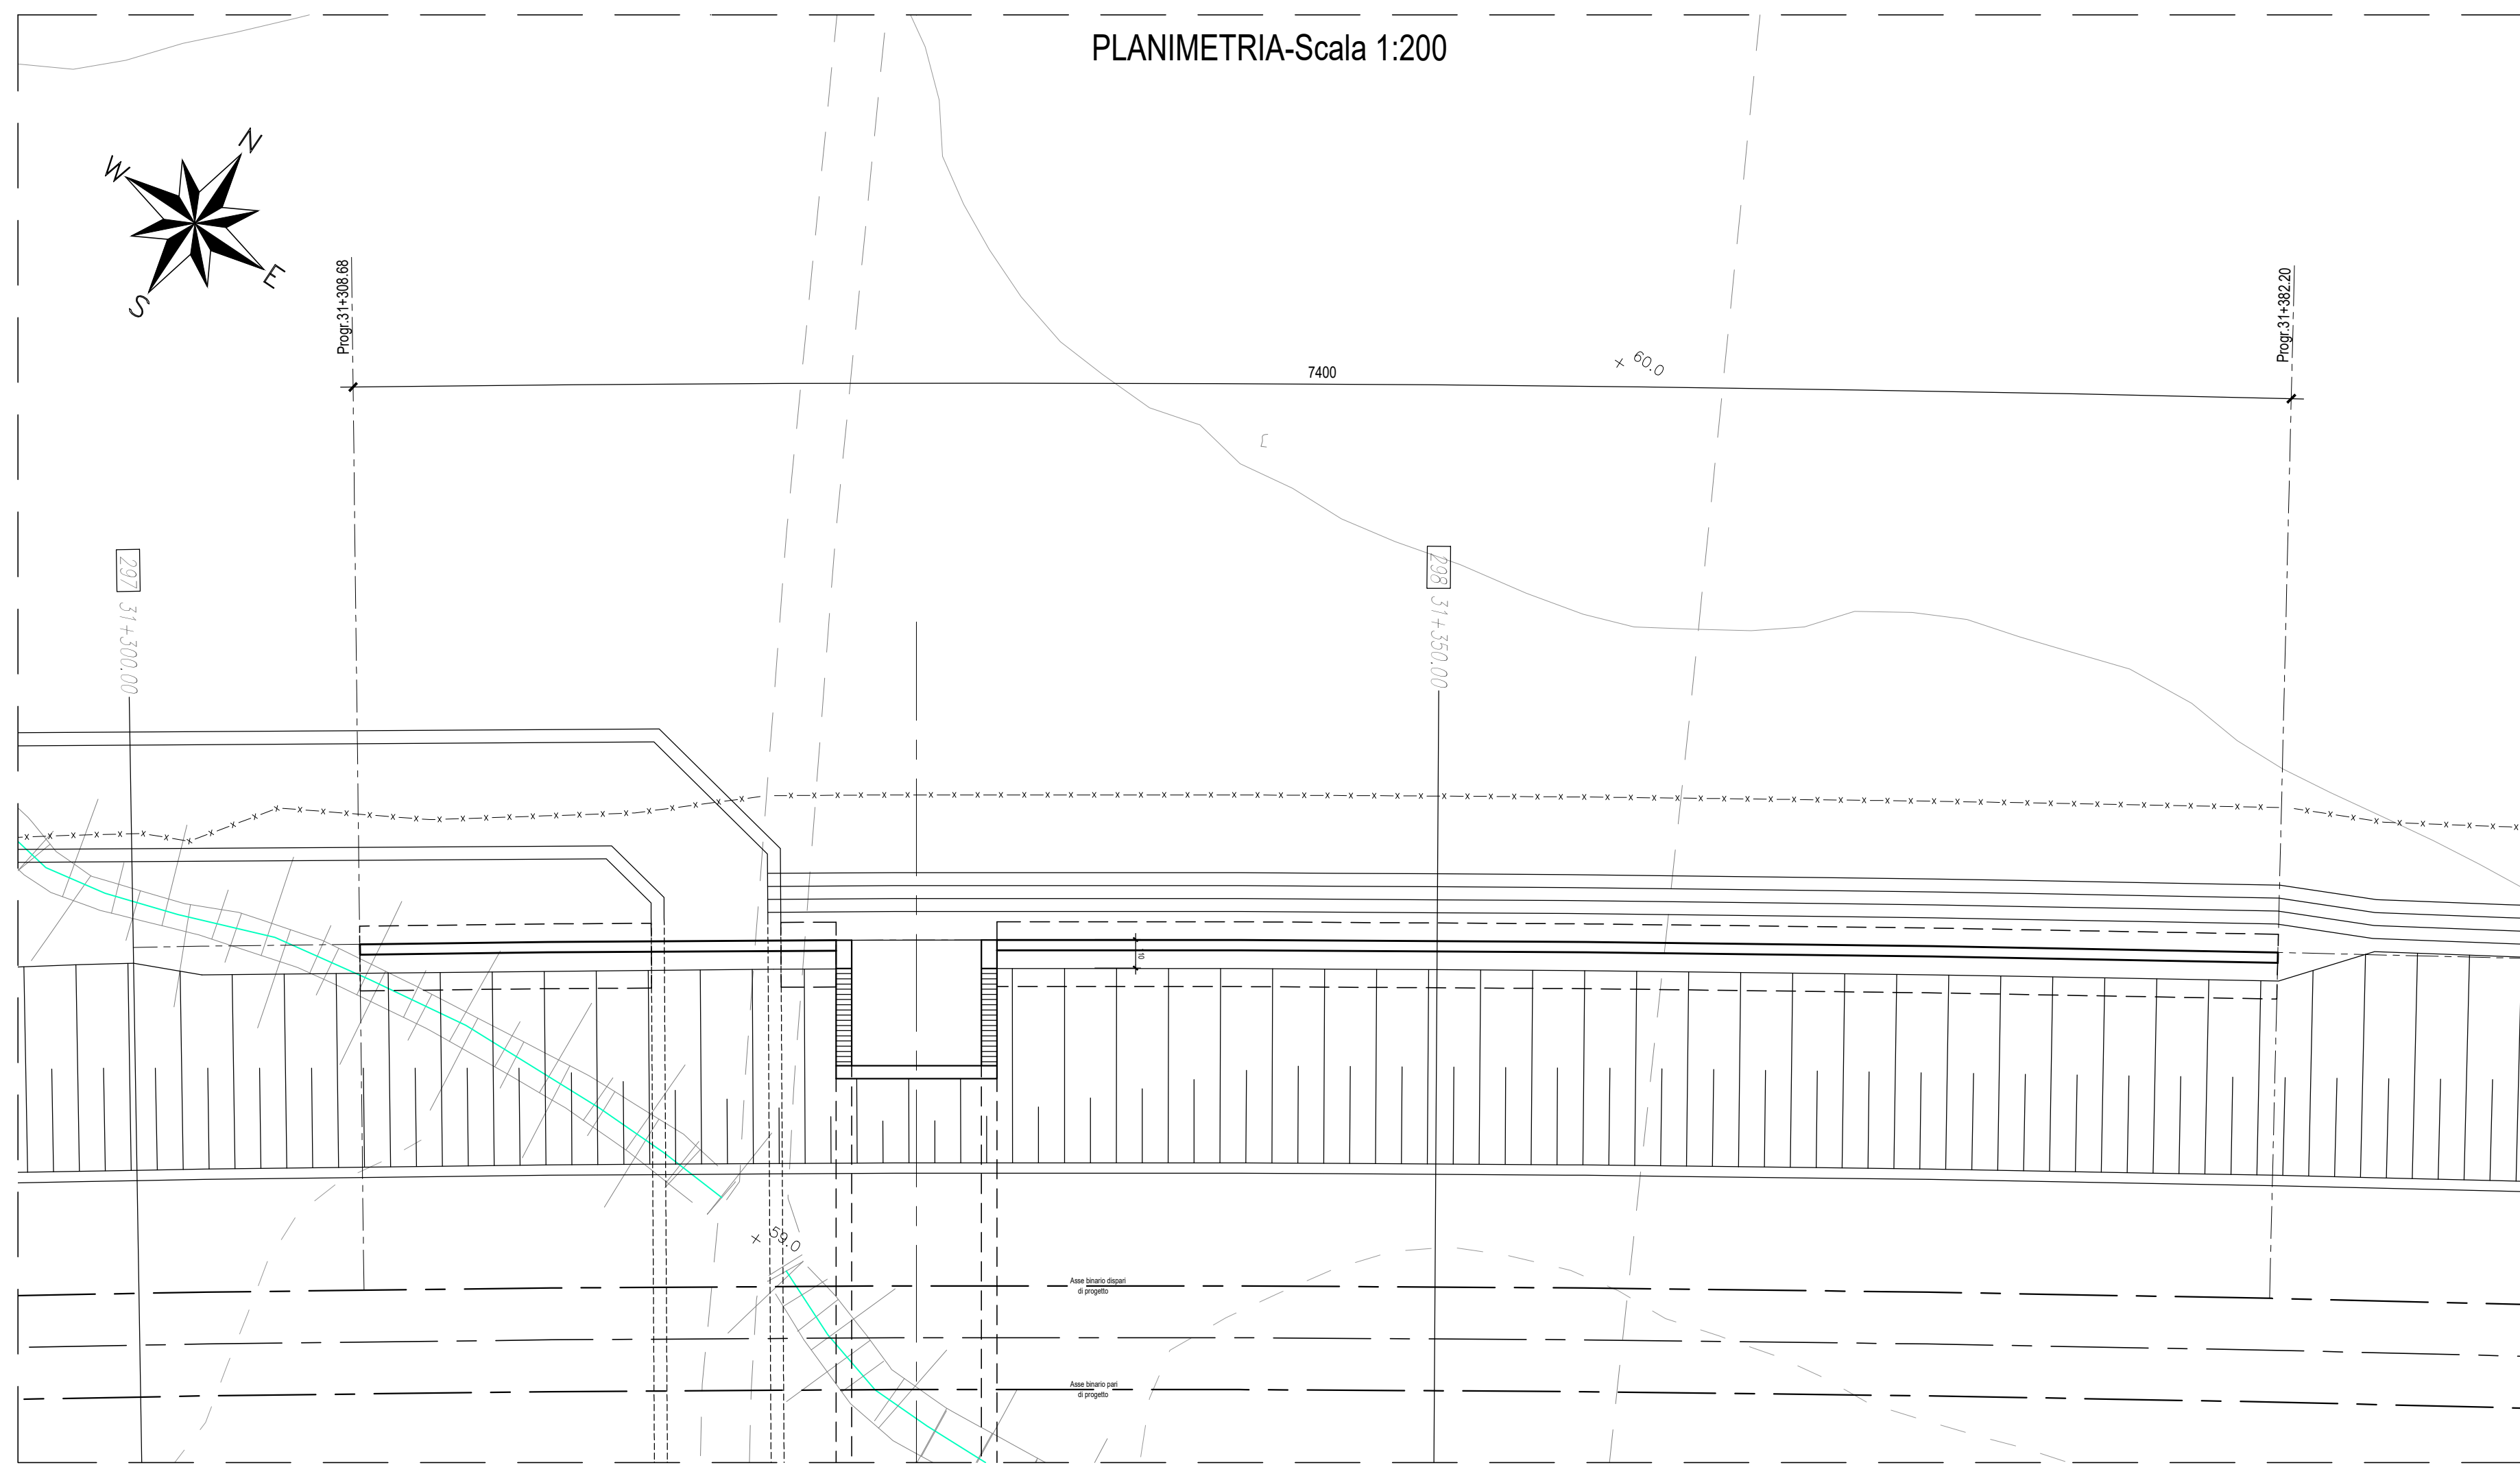 PLANIMETRIA-Scala 1:200
N
W
E
S
Progr.31+308.68
Progr.31+382.20
7400
+ 60.0
297 31+300.00
298 31+350.00
+ 59.0
Asse binario dispari
di progetto
Asse binario pari
di progetto